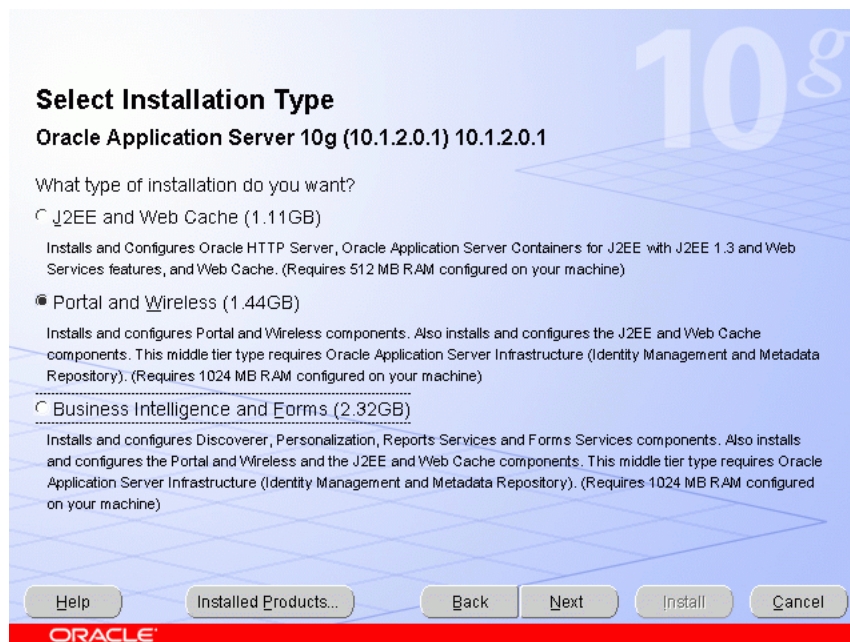 10g
Select Installation Type
Oracle Application Server 10g (10.1.2.0.1) 10.1.2.0.1
What type of installation do you want?
J2EE and Web Cache (1.11GB)
Installs and Configures Oracle HTTP Server, Oracle Application Server Containers for J2EE with J2EE 1.3 and Web
Services features, and Web Cache. (Requires 512 MB RAM configured on your machine)
Portal and Wireless (1.44GB)
Installs and configures Portal and Wireless components. Also installs and configures the J2EE and Web Cache
components. This middle tier type requires Oracle Application Server Infrastructure (Identity Management and Metadata
Repository). (Requires 1024 MB RAM configured on your machine)
Business Intelligence and Forms (2.32GB)
Installs and configures Discoverer, Personalization, Reports Services and Forms Services components. Also installs
and configures the Portal and Wireless and the J2EE and Web Cache components. This middle tier type requires Oracle
Application Server Infrastructure (Identity Management and Metadata Repository). (Requires 1024 MB RAM configured
on your machine)
Help Installed Products... Back Next Install Cancel
ORACLE